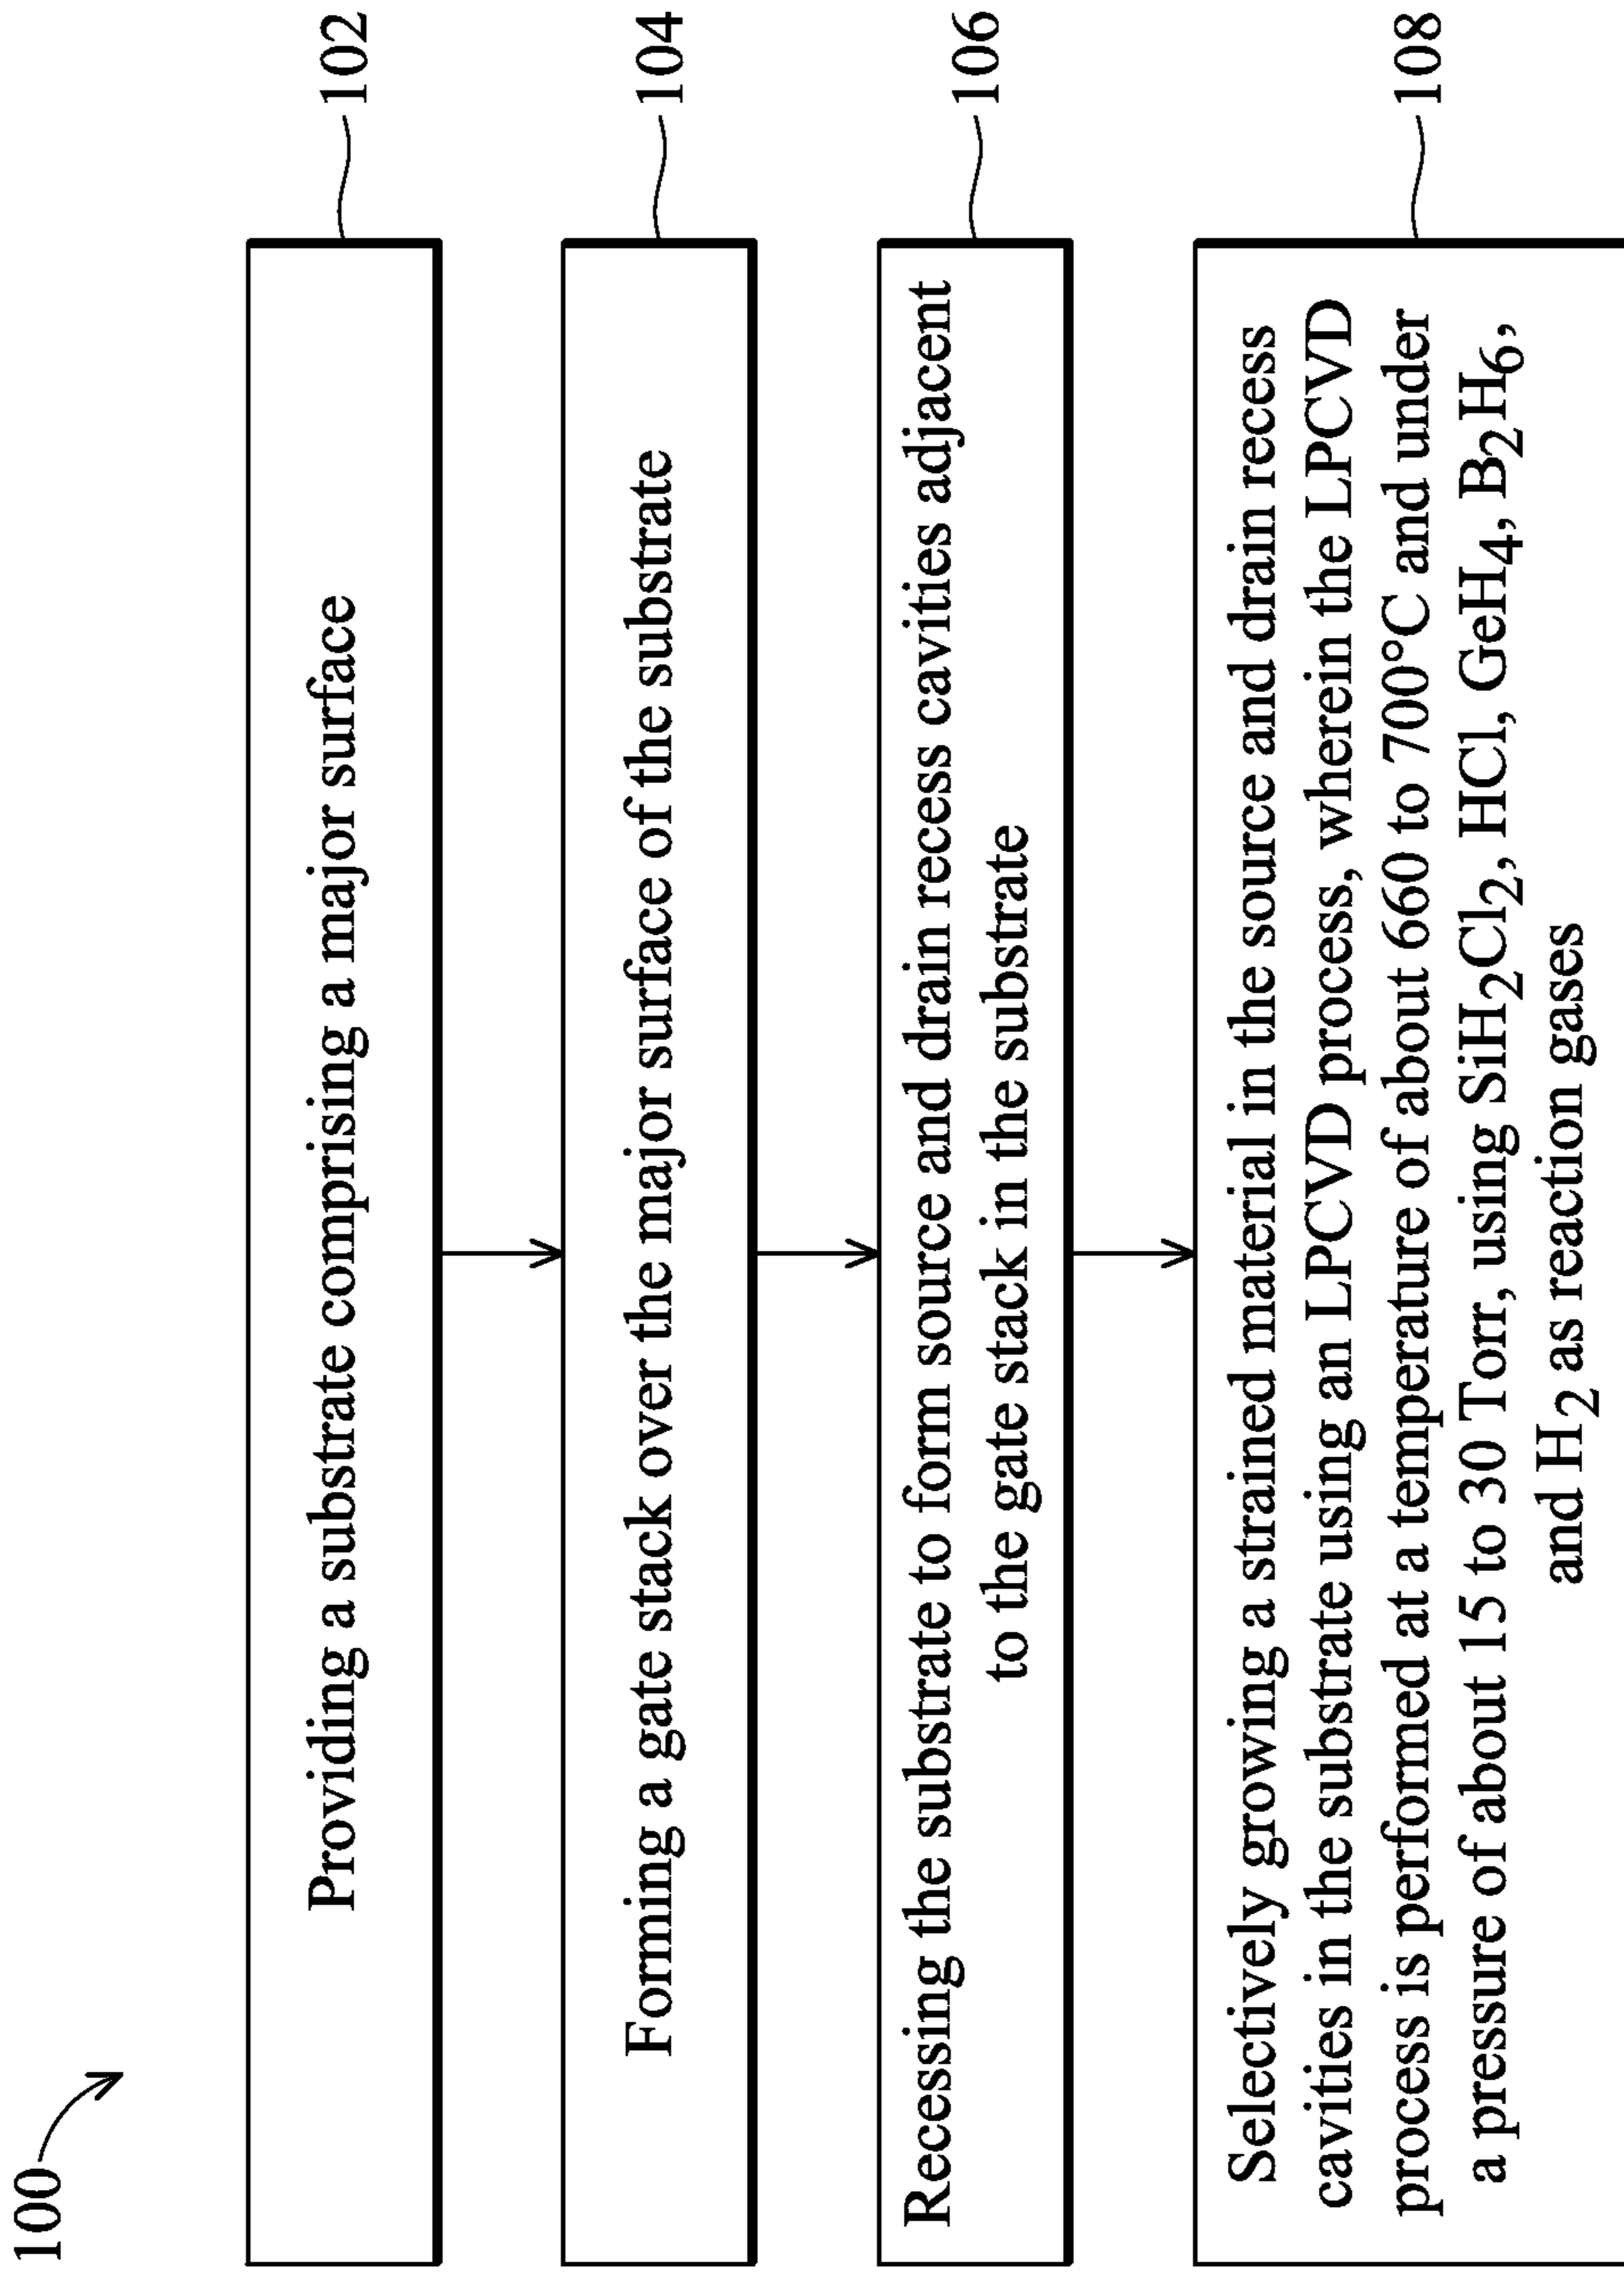 100
Providing a substrate comprising a major surface
102
Forming a gate stack over the major surface of the substrate
104
Recessing the substrate to form source and drain recess cavities adjacent
to the gate stack in the substrate
106
Selectively growing a strained material in the source and drain recess
cavities in the substrate using an LPCVD process, wherein the LPCVD
process is performed at a temperature of about 660 to 700°C and under
a pressure of about 15 to 30 Torr, using SiH2Cl2, HCl, GeH4, B2H6,
and H2 as reaction gases
108